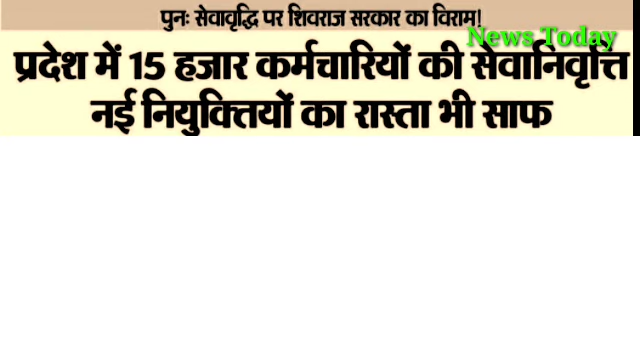 पुनः सेवावृद्धि पर शिवराज सरकार का विराम!
News Today
प्रदेश में 15 हजार कर्मचारियों की सेवानिवृत्ति
नई नियुक्तियों का रास्ता भी साफ